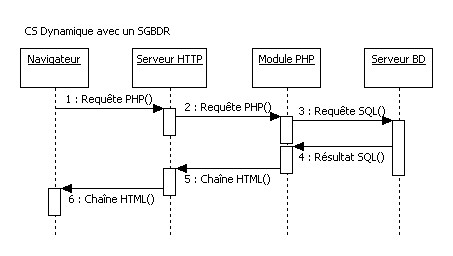 CS Dynamique avec un SGBDR
Navigateur
Serveur HTTP
Module PHP
Serveur BD
1 : Requête PHP()
2 : Requête PHP()
3 : Requête SQL()
4 : Résultat SQL()
5 : Chaîne HTML()
6 : Chaîne HTML()